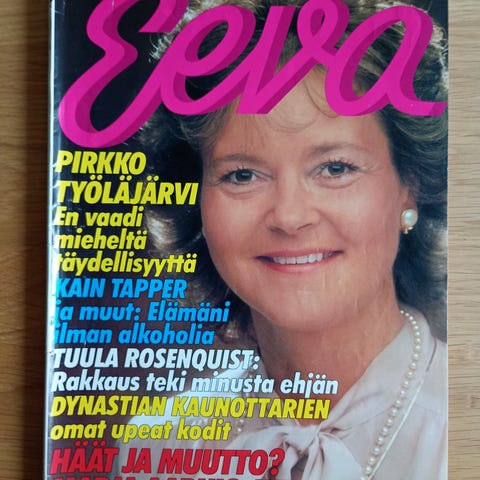 Eeva
PIRKKO
TYÖLÄJÄRVI
En vaadi
mieheltä
täydellisyyttä
KAIN TAPPER
ja muut: Elämäni
ilman alkoholia
TUULA ROSENQUIST:
Rakkaus teki minusta ehjän
DYNASTIAN KAUNOTTARIEN
omat upeat kodit
HÄÄT JA MUUTTO?